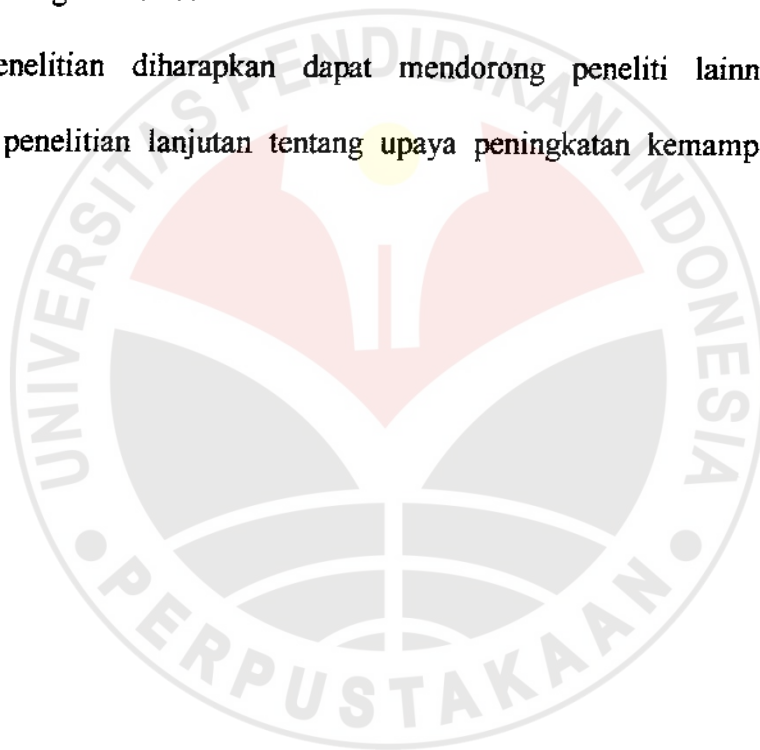 enelitian diharapkan dapat mendorong peneliti lainn
penelitian lanjutan tentang upaya peningkatan kemamp
UNIVERSITAS PENDIDIKAN INDONESIA
PERPUSTAKAAN